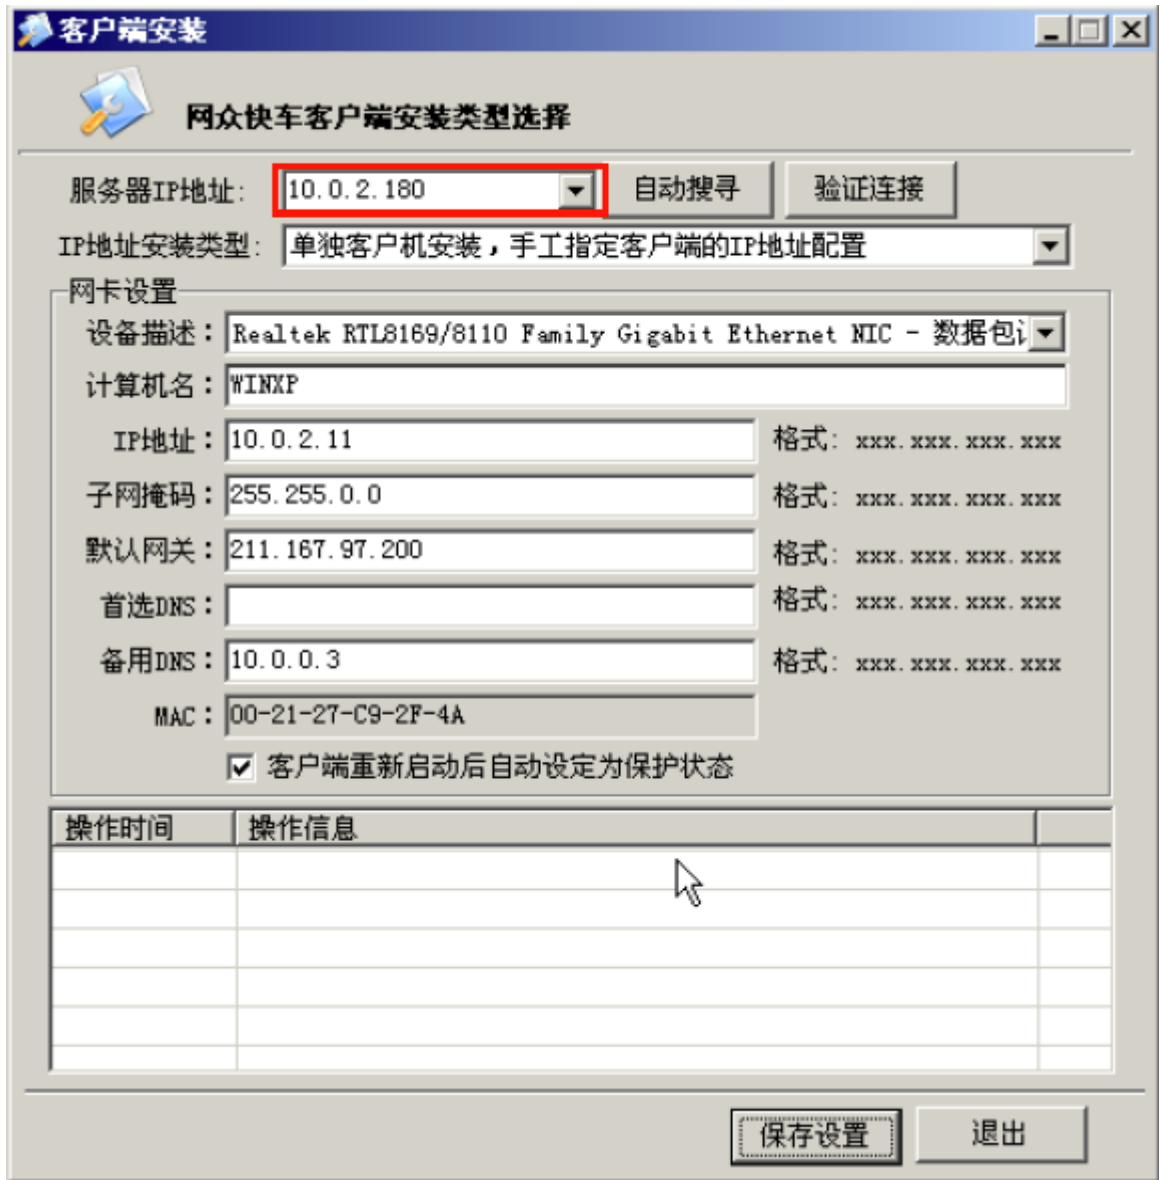 客户端安装
网众快车客户端安装类型选择
服务器IP地址: 10.0.2.180 自动搜寻 验证连接
IP地址安装类型: 单独客户机安装，手工指定客户端的IP地址配置
网卡设置
设备描述： Realtek RTL8169/8110 Family Gigabit Ethernet NIC - 数据包
计算机名： WINXP
IP地址： 10.0.2.11 格式: xxx.xxx.xxx.xxx
子网掩码： 255.255.0.0 格式: xxx.xxx.xxx.xxx
默认网关： 211.167.97.200 格式: xxx.xxx.xxx.xxx
首选DNS： 格式: xxx.xxx.xxx.xxx
备用DNS： 10.0.0.3 格式: xxx.xxx.xxx.xxx
MAC： 00-21-27-C9-2F-4A
客户端重新启动后自动设定为保护状态
操作时间 操作信息
保存设置 退出